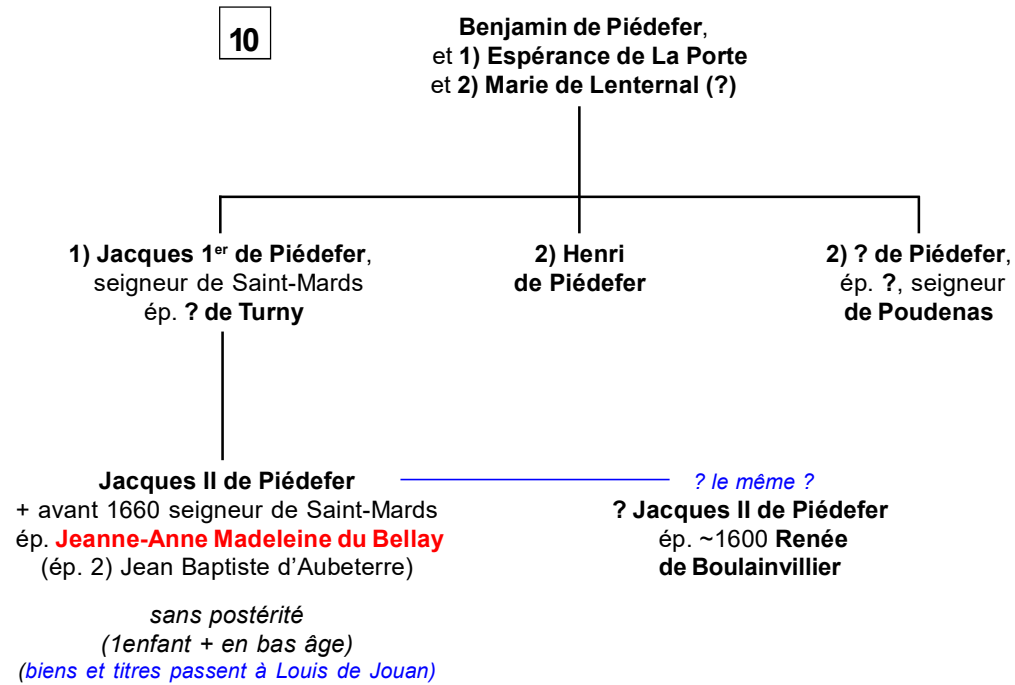 10
Benjamin de Piédefer,
et 1) Espérance de La Porte
et 2) Marie de Lenternal (?)
1) Jacques 1er de Piédefer,
seigneur de Saint-Mards
ép. ? de Turny
2) Henri
de Piédefer
2) ? de Piédefer,
ép. ?, seigneur
de Poudenas
Jacques II de Piédefer
+ avant 1660 seigneur de Saint-Mards
ép. Jeanne-Anne Madeleine du Bellay
(ép. 2) Jean Baptiste d’Aubeterre)
sans postérité
(1enfant + en bas âge)
(biens et titres passent à Louis de Jouan)
? le même ?
? Jacques II de Piédefer
ép. ~1600 Renée
de Boulainvillier